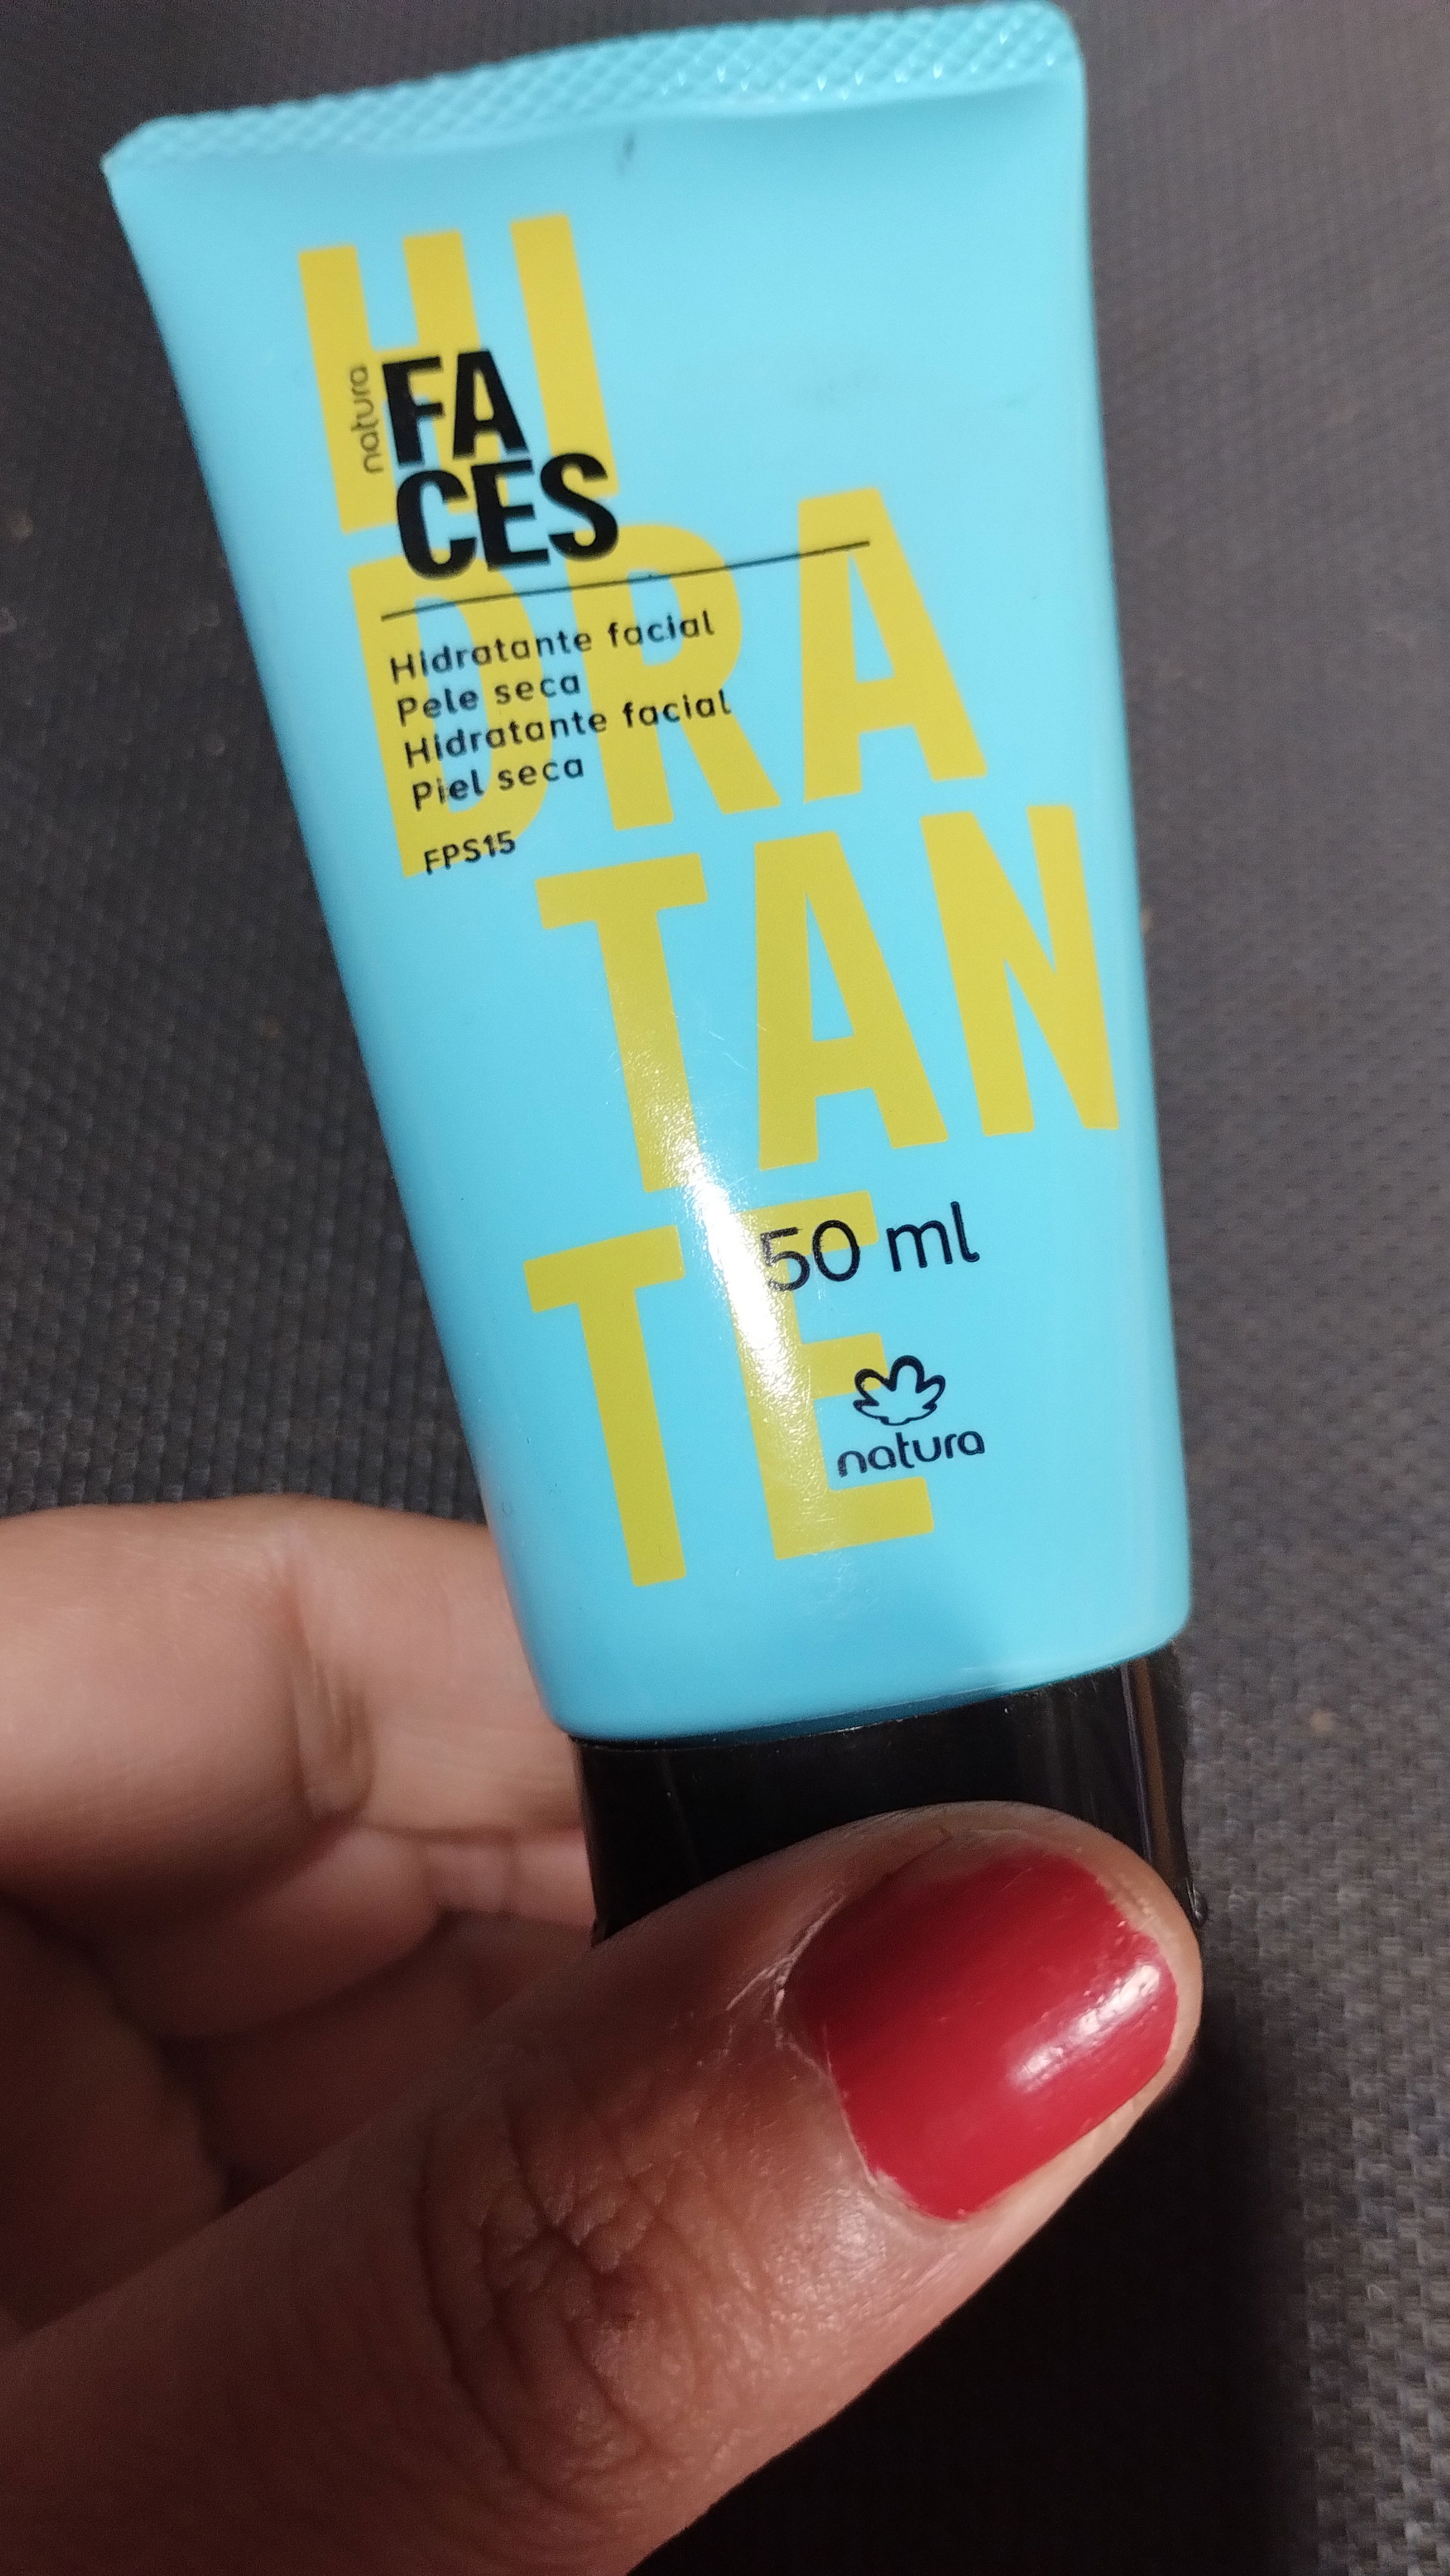 HI
DRA
TAN
TE
natura
FA
CES
Hidratante facial
Pele seca
Hidratante facial
Piel seca
FPS15
50 ml
natura